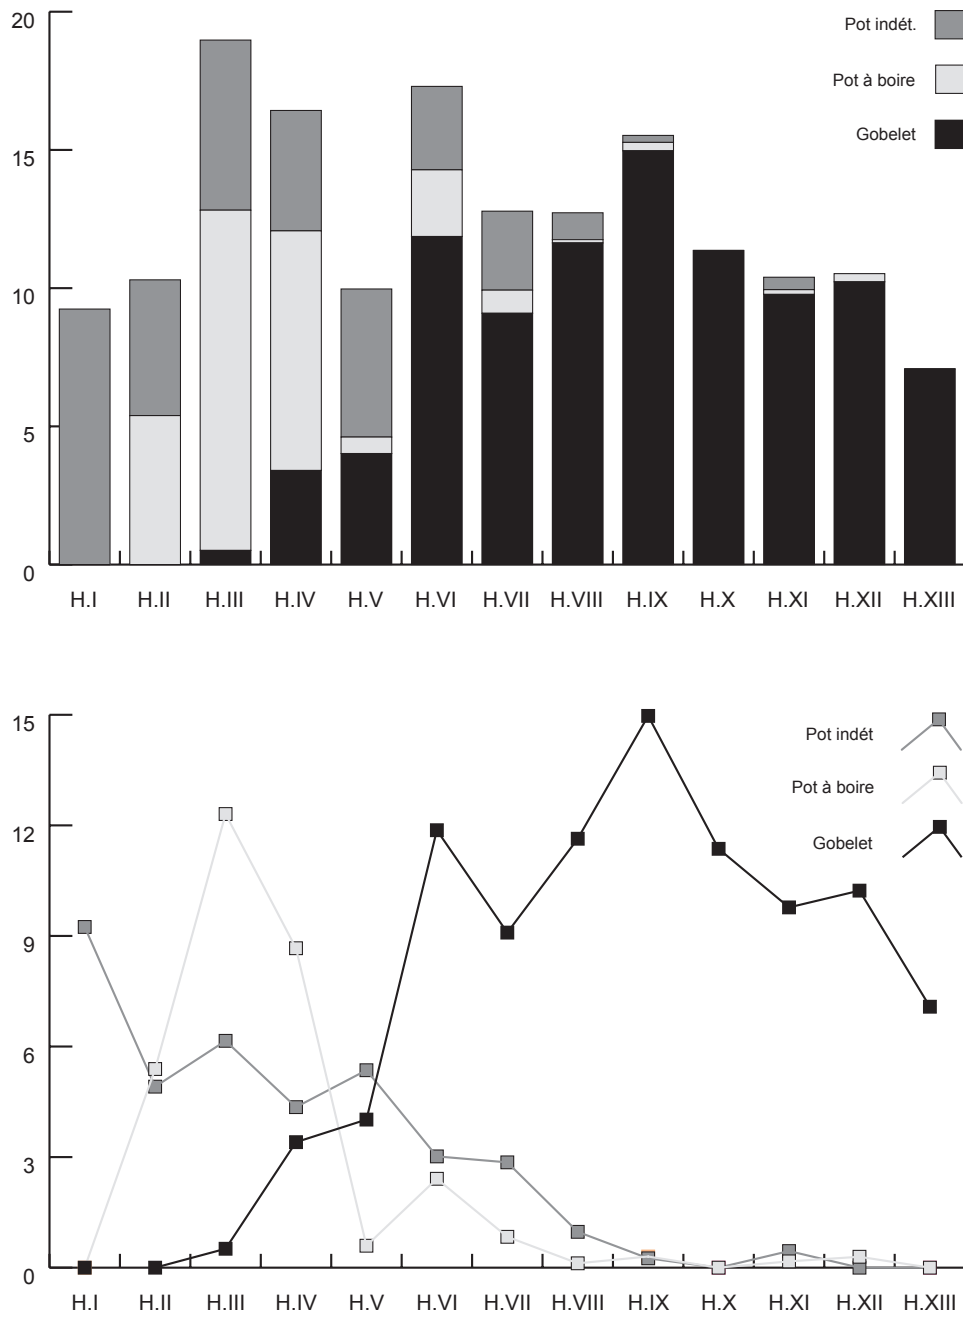 20
15
10
5
0
Pot indét.
Pot à boire
Gobelet
H.I H.II H.III H.IV H.V H.VI H.VII H.VIII H.IX H.X H.XI H.XII H.XIII
15
12
9
6
3
0
Pot indét
Pot à boire
Gobelet
H.I H.II H.III H.IV H.V H.VI H.VII H.VIII H.IX H.X H.XI H.XII H.XIII